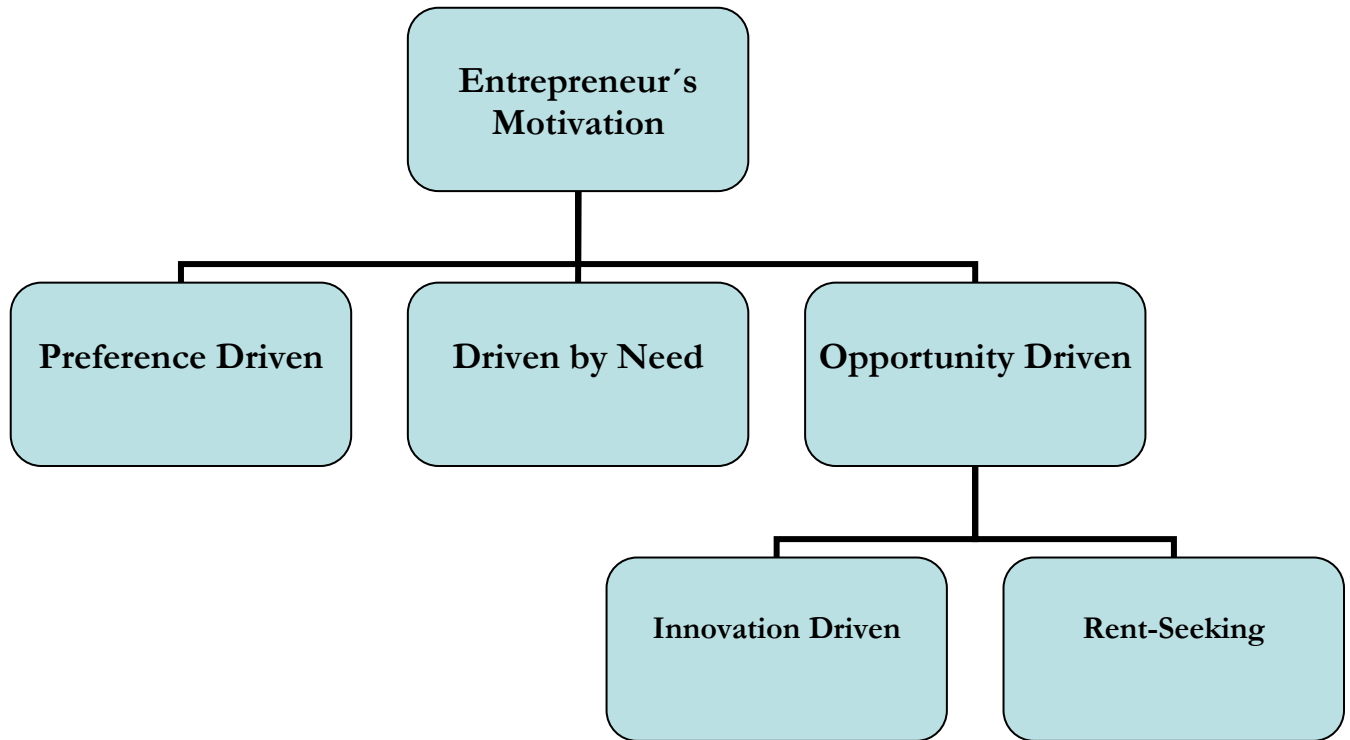 Entrepreneur´s
Motivation
Preference Driven
Driven by Need
Opportunity Driven
Innovation Driven
Rent-Seeking